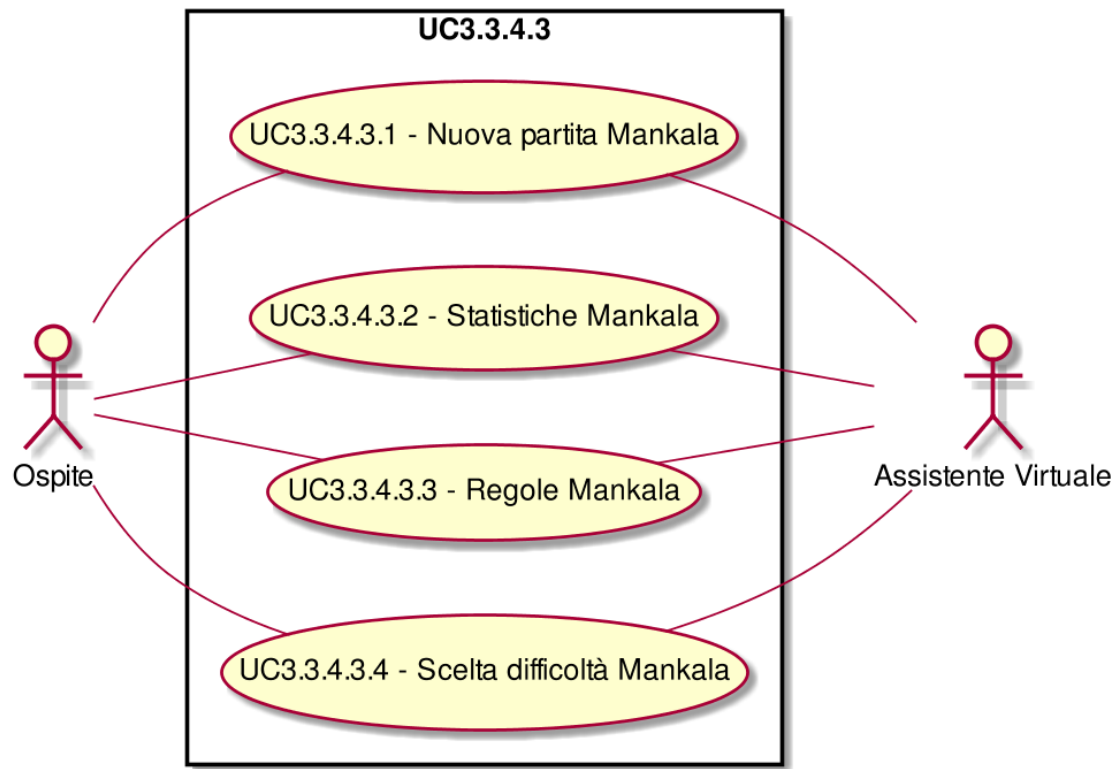 UC3.3.4.3
UC3.3.4.3.1 - Nuova partita Mankala
UC3.3.4.3.2 - Statistiche Mankala
Ospite
UC3.3.4.3.3 - Regole Mankala
Assistente Virtuale
UC3.3.4.3.4 - Scelta difficoltà Mankala